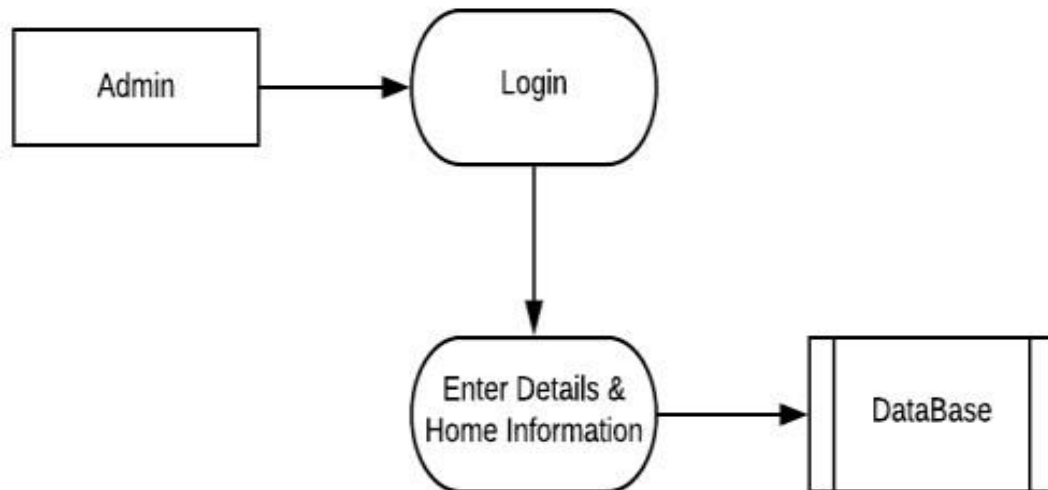 Admin
Login
Enter Details &
Home Information
DataBase